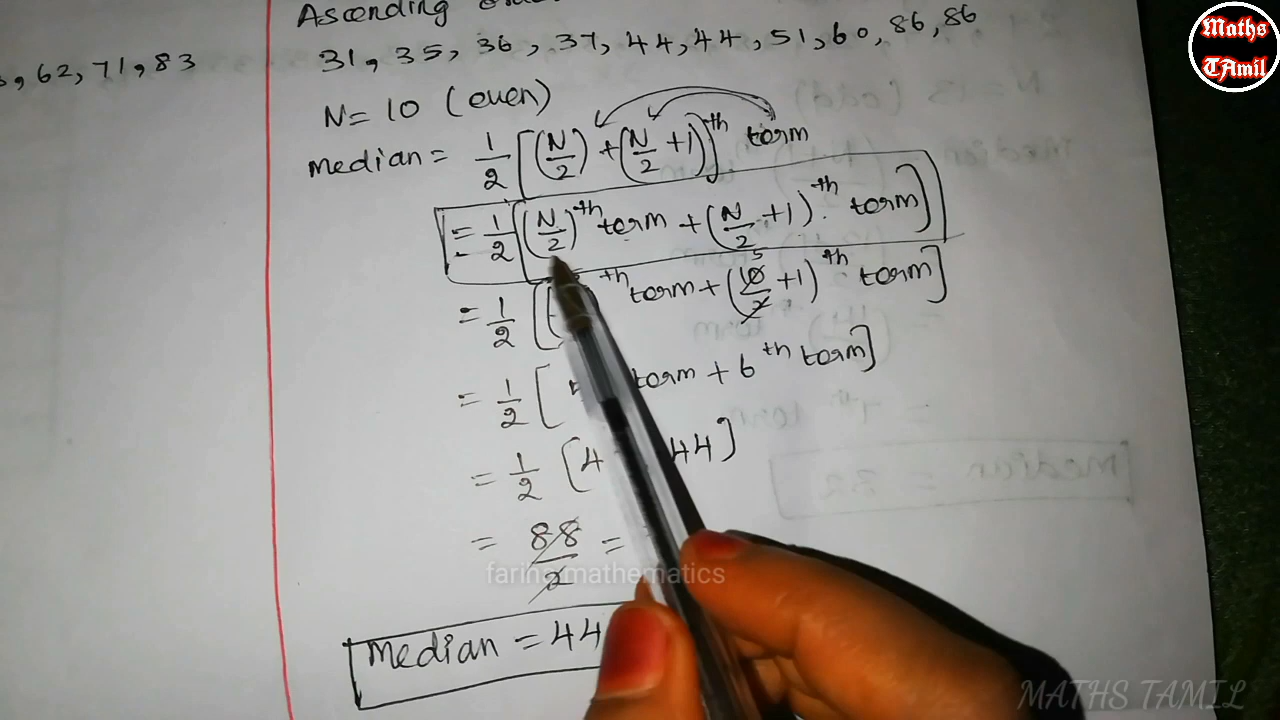 Ascending
, 62, 71, 83
31, 35, 36, 37, 44, 44, 51, 60, 86, 86
N = 10 (even)
median = 1/2 [(N/2) + (N/2 + 1)]th term
= 1/2 [(N/2)th term + (N/2 + 1)th term]
= 1/2 [( th term + (10/2 + 1)th term]
= 1/2 [ term + 6th term]
= 1/2 [4 44]
= 88/2 =
median = 44
Maths
TAmil
farina mathematics
MATHS TAMIL